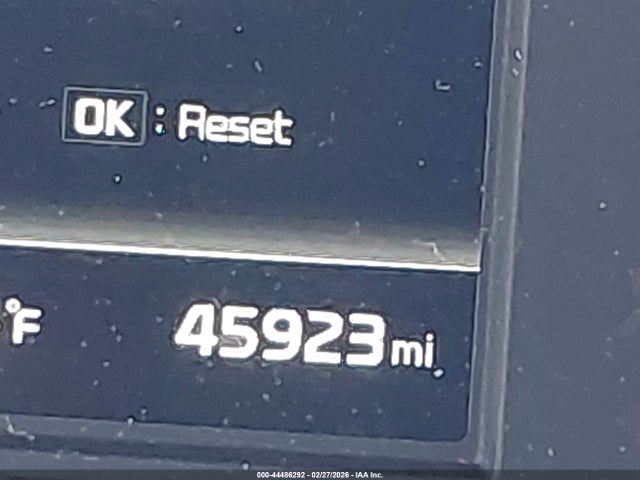 OK : Reset
°F 45923 mi
000-44486292 - 02/27/2026 - IAA Inc.